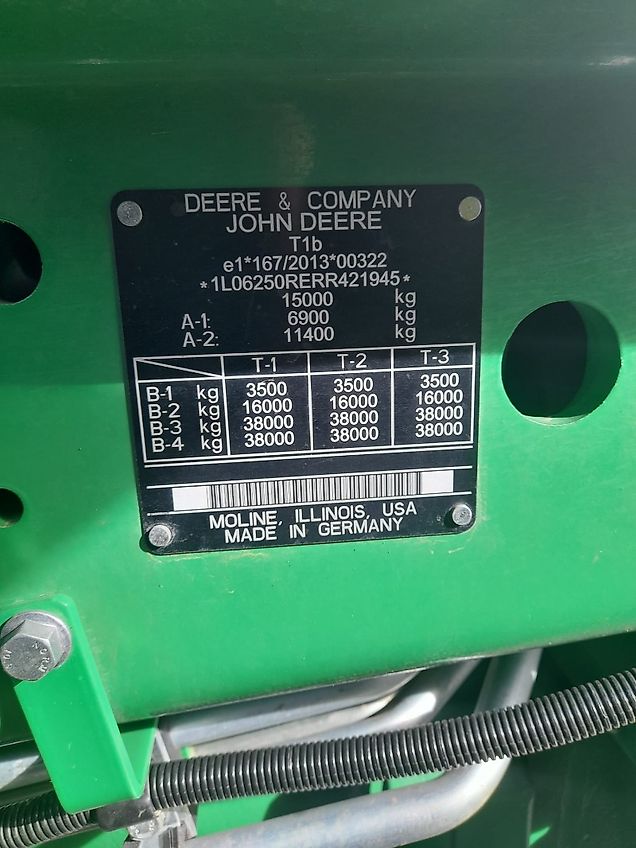 DEERE & COMPANY
JOHN DEERE
T1b
e1*167/2013*00322
*1L06250RERR421945*
15000 kg
A-1: 6900 kg
A-2: 11400 kg
T-1 T-2 T-3
B-1 kg 3500 3500 3500
B-2 kg 16000 16000 16000
B-3 kg 38000 38000 38000
B-4 kg 38000 38000 38000
MOLINE, ILLINOIS, USA
MADE IN GERMANY